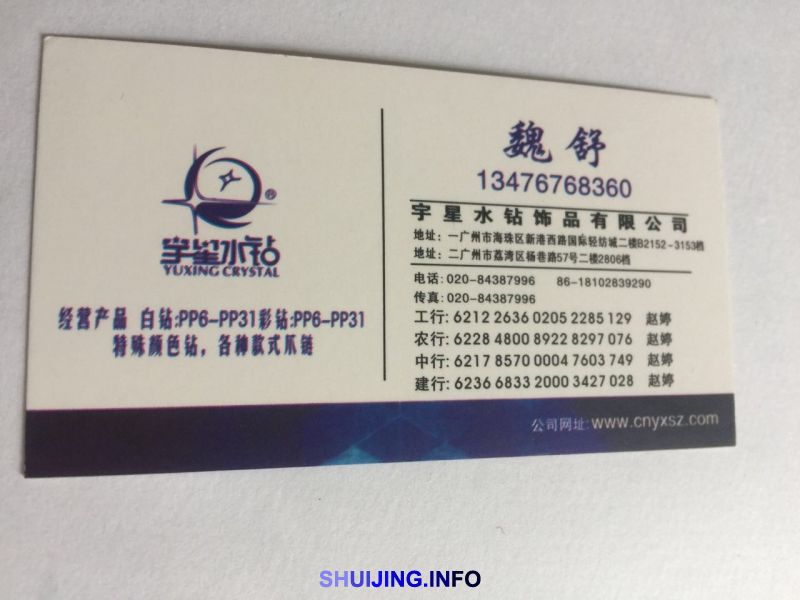 宇星水钻
®
YUXING CRYSTAL
经营产品 白钻:PP6-PP31彩钻:PP6-PP31
特殊颜色钻，各种款式爪链
魏舒
13476768360
宇星水钻饰品有限公司
地址：一广州市海珠区新港西路国际轻纺城二楼B2152-3153档
地址：二广州市荔湾区杨巷路57号二楼2806档
电话：020-84387996 86-18102839290
传真：020-84387996
工行：6212 2636 0205 2285 129 赵婷
农行：6228 4800 8922 8297 076 赵婷
中行：6217 8570 0004 7603 749 赵婷
建行：6236 6833 2000 3427 028 赵婷
公司网址：www.cnyxsz.com
SHUIJING.INFO